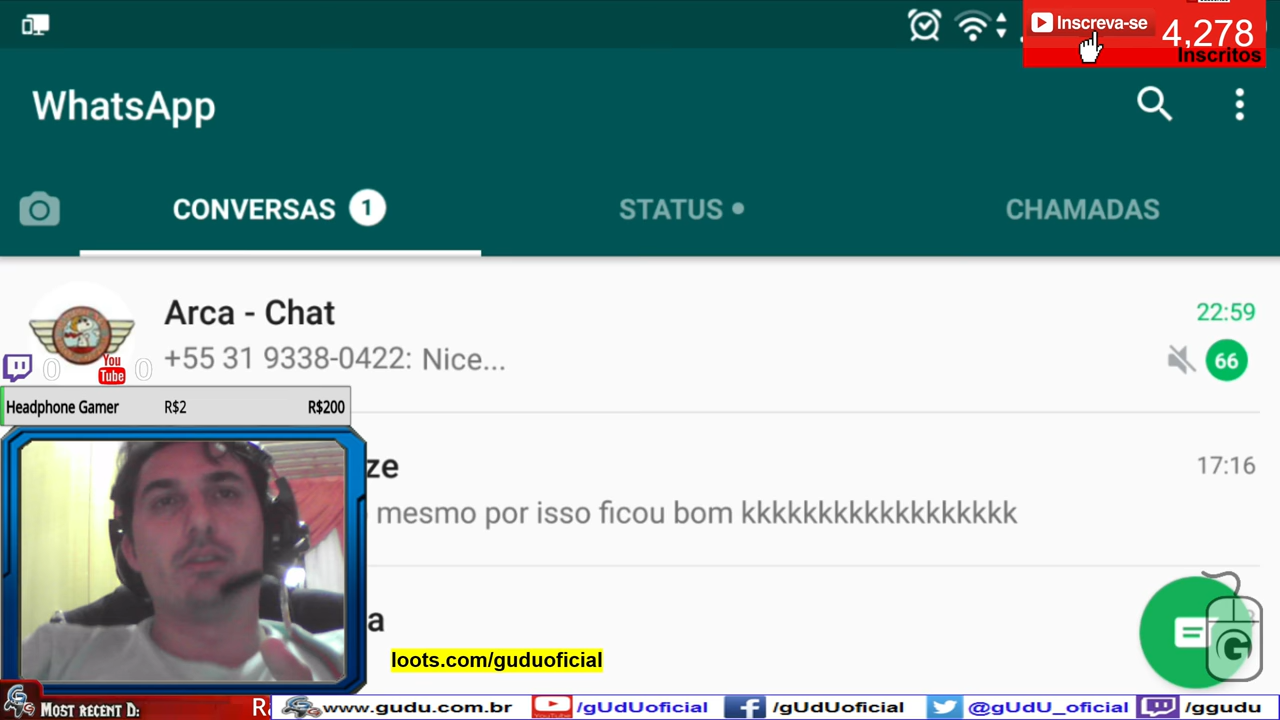 Inscreva-se
4,278
Inscritos
WhatsApp
CONVERSAS 1
STATUS
CHAMADAS
Arca - Chat
22:59
+55 31 9338-0422: Nice...
66
0
You
Tube
0
Headphone Gamer R$2 R$200
ze
17:16
mesmo por isso ficou bom kkkkkkkkkkkkkkkkkk
a
loots.com/guduoficial
MOST RECENT D:
www.gudu.com.br
YouTube
/gUdUoficial
/gUdUoficial
@gUdU_oficial
/ggudu